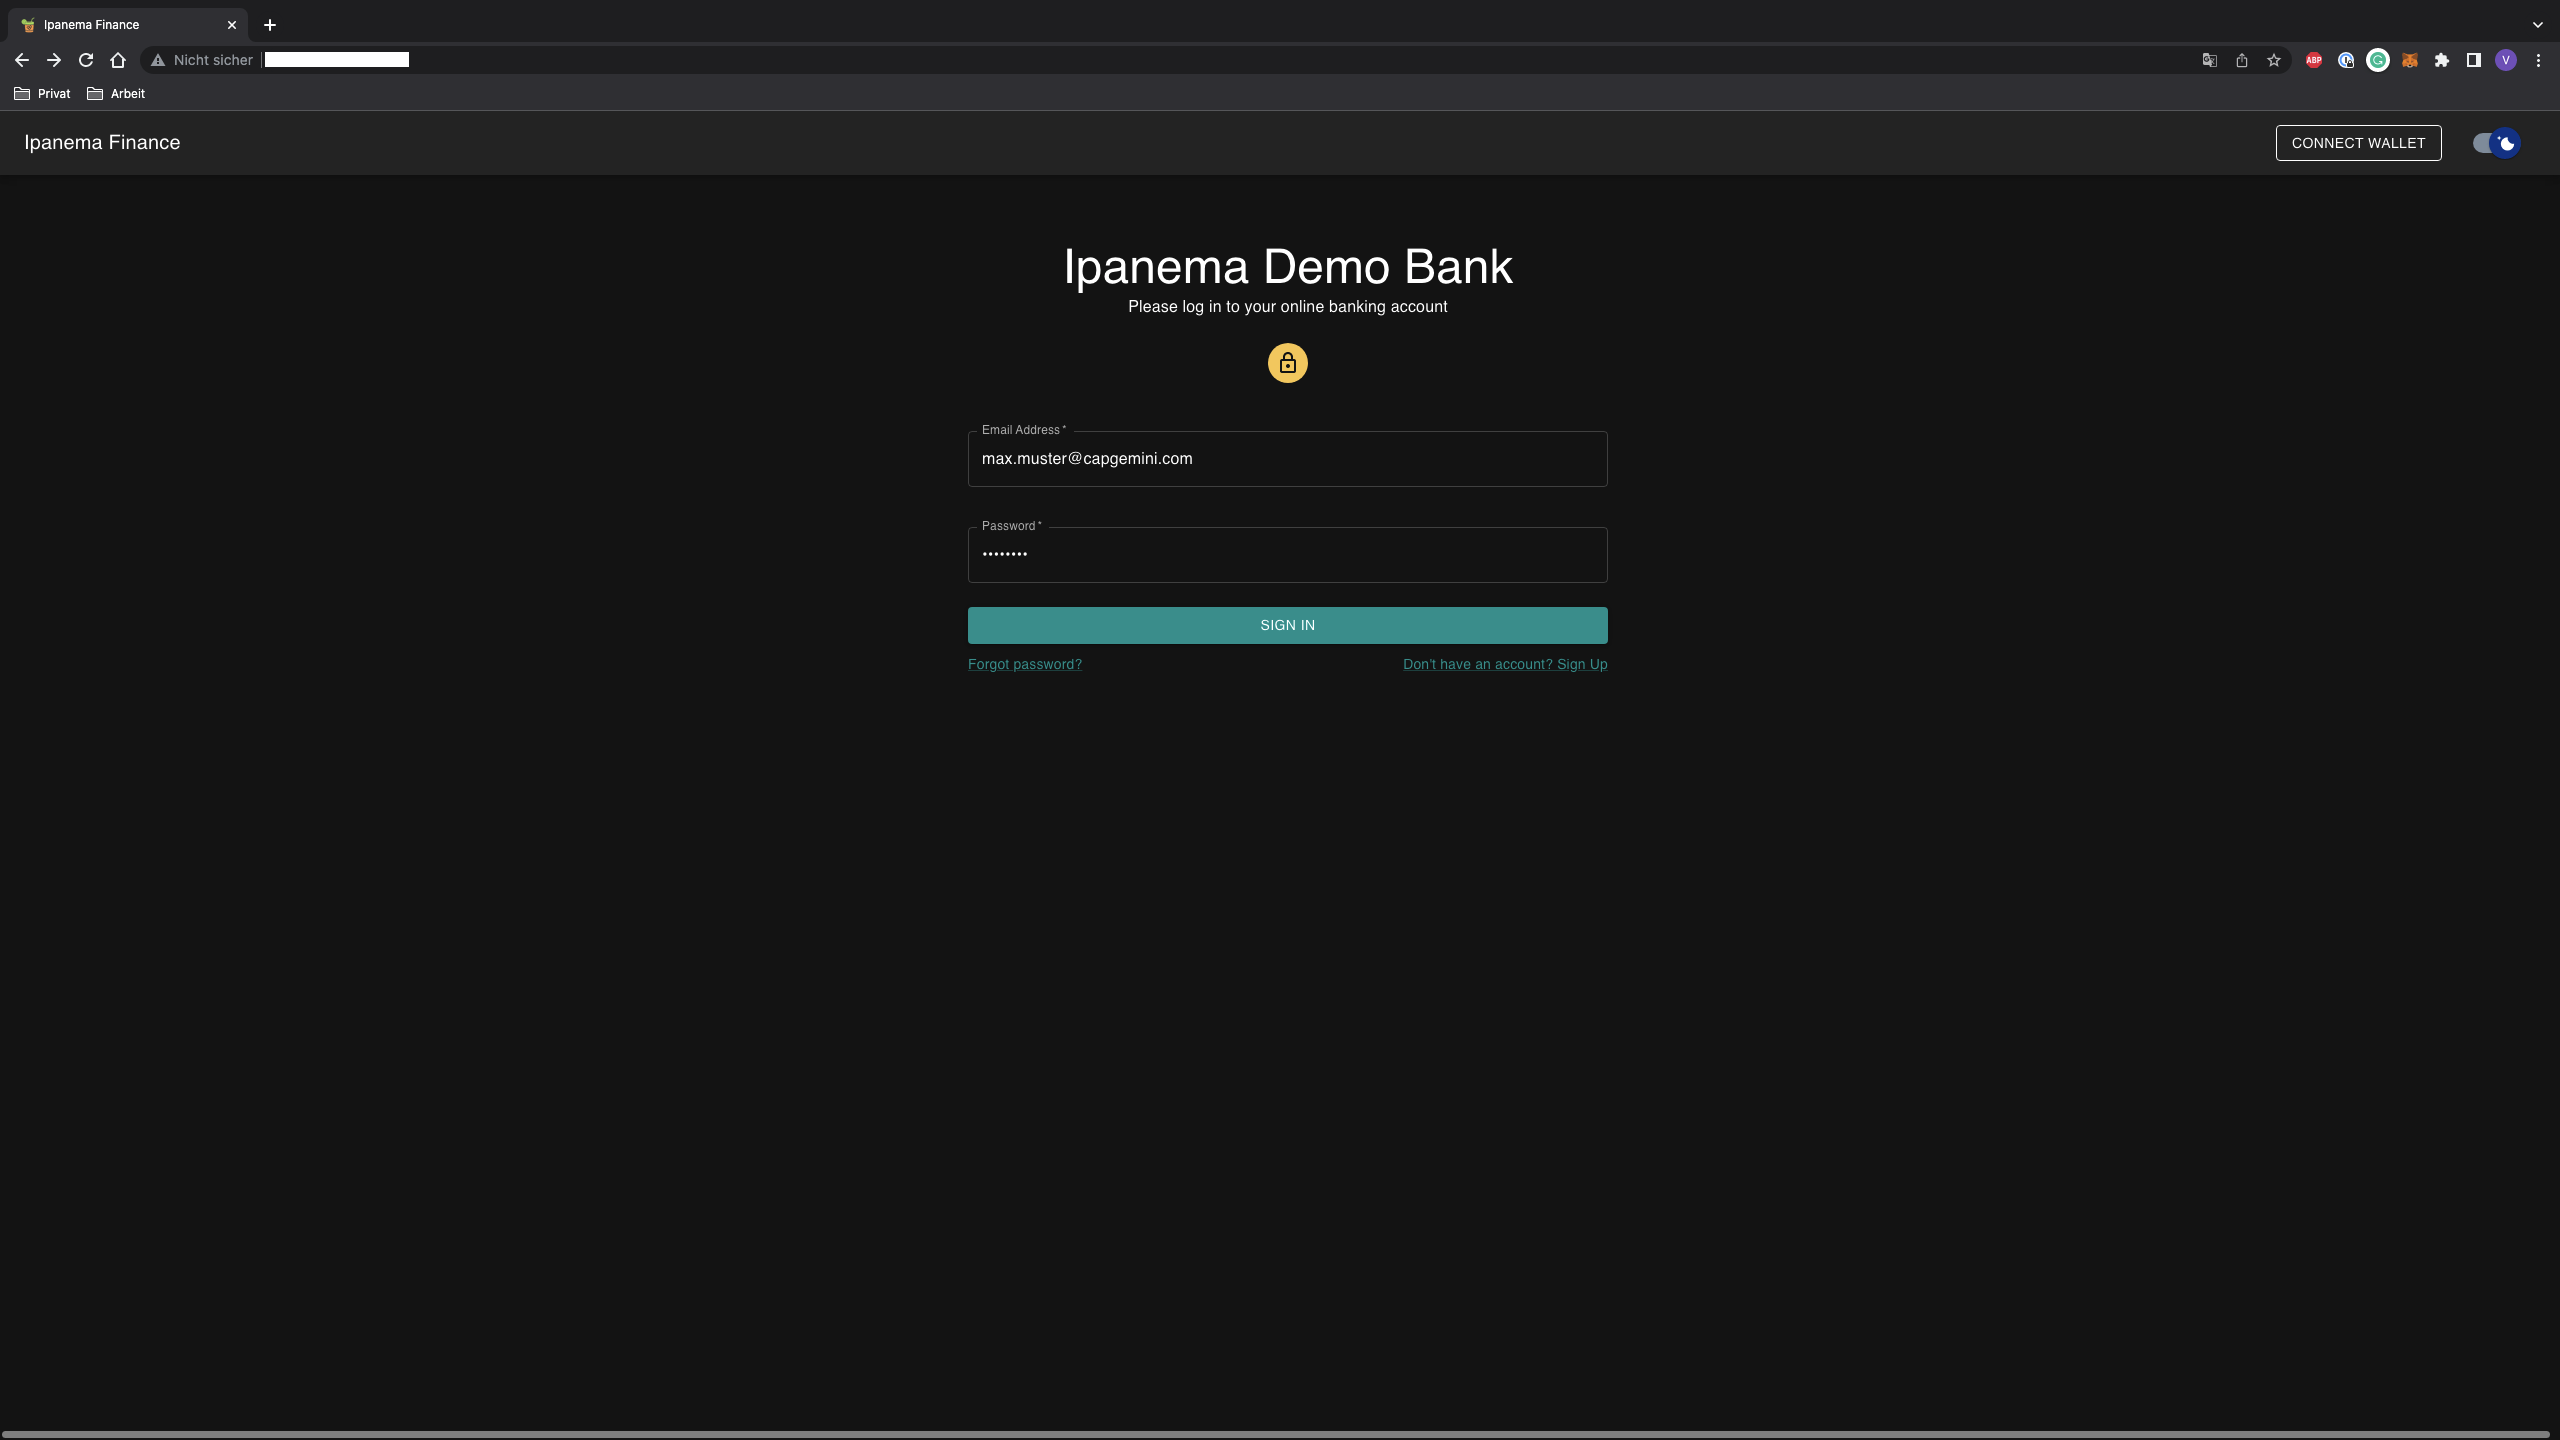 Ipanema Finance
Nicht sicher
ABP
V
Privat
Arbeit
Ipanema Finance
CONNECT WALLET
Ipanema Demo Bank
Please log in to your online banking account
Email Address *
max.muster@capgemini.com
Password *
••••••••
SIGN IN
Forgot password?
Don't have an account? Sign Up